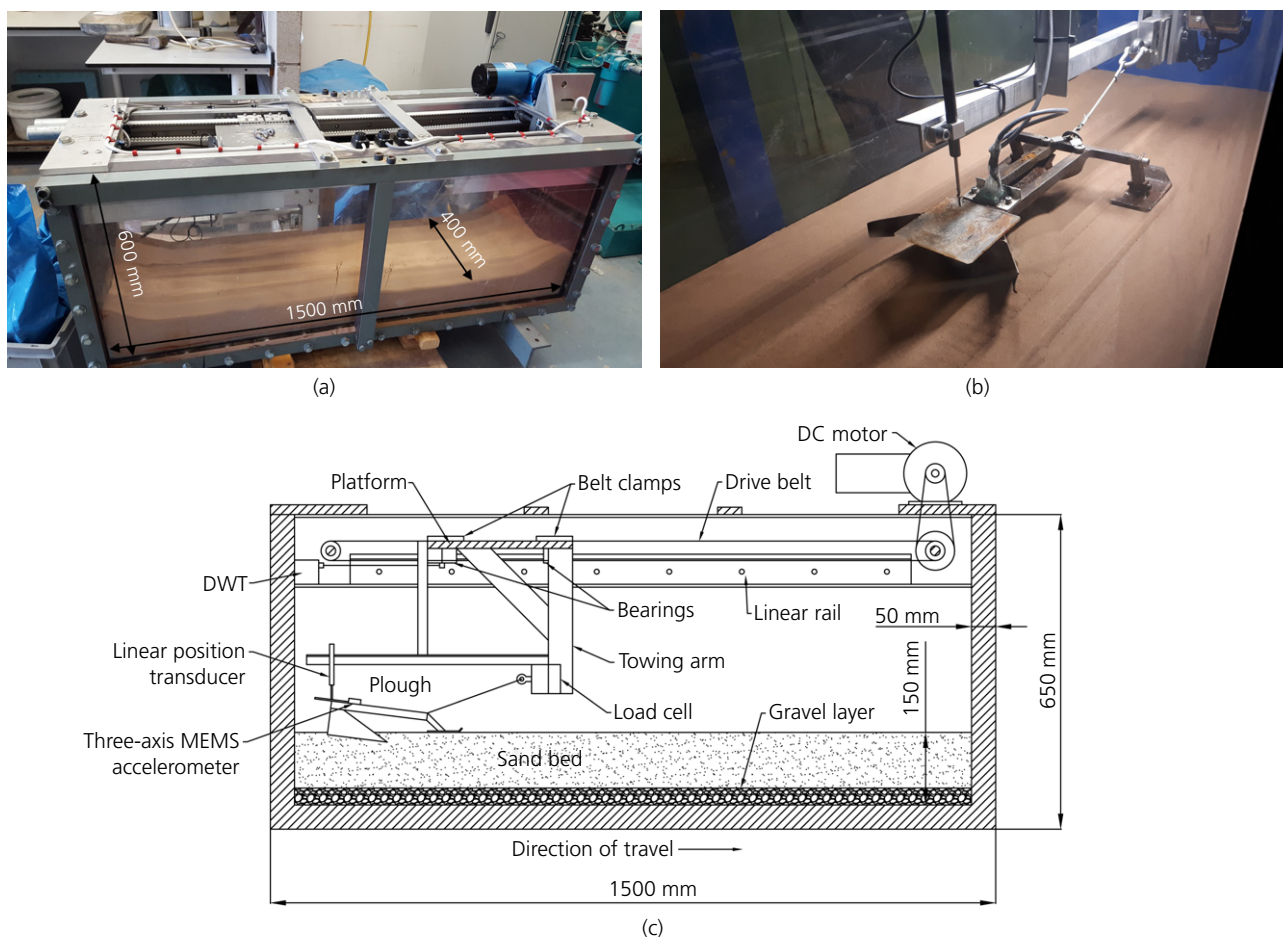 600 mm
400 mm
1500 mm
(a)
(b)
DC motor
Platform
Belt clamps
Drive belt
DWT
Bearings
Linear rail
50 mm
Linear position
transducer
Plough
Towing arm
Load cell
Gravel layer
150 mm
650 mm
Three-axis MEMS
accelerometer
Sand bed
Direction of travel
1500 mm
(c)